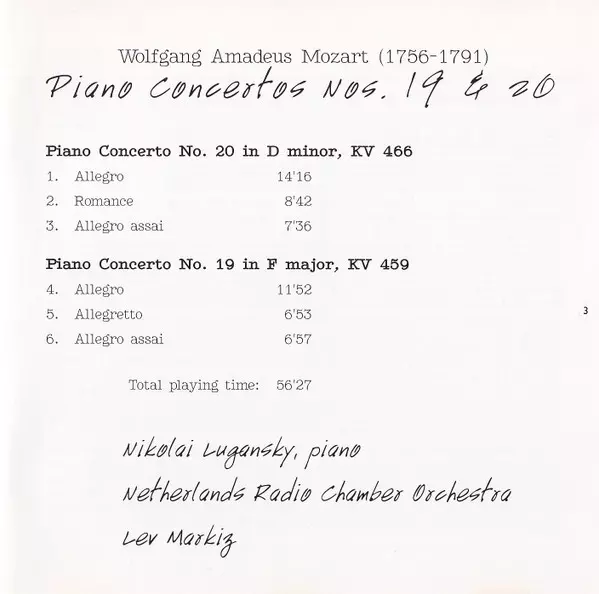 Wolfgang Amadeus Mozart (1756-1791)
Piano Concertos Nos. 19 & 20
Piano Concerto No. 20 in D minor, KV 466
1. Allegro 14'16
2. Romance 8'42
3. Allegro assai 7'36
Piano Concerto No. 19 in F major, KV 459
4. Allegro 11'52
5. Allegretto 6'53
6. Allegro assai 6'57
3
Total playing time: 56'27
Nikolai Lugansky, piano
Netherlands Radio Chamber Orchestra
Lev Markiz